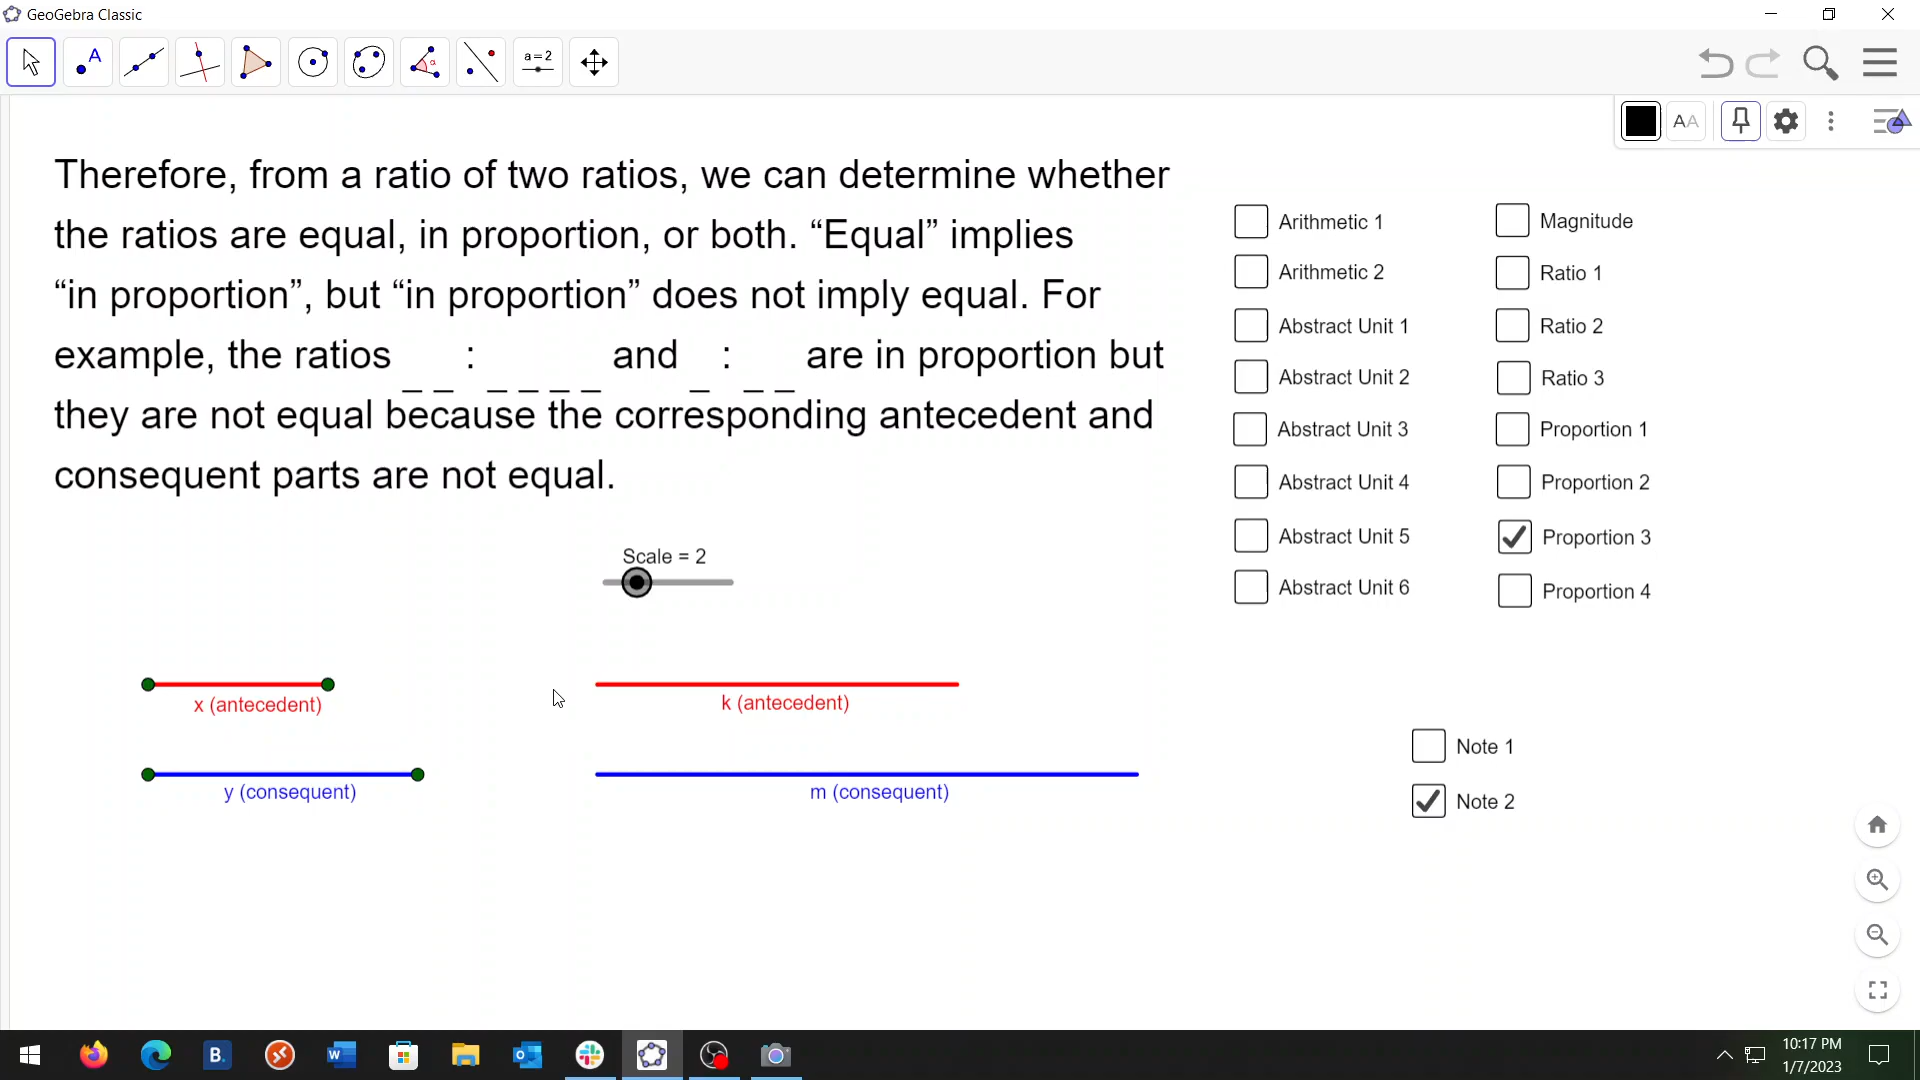 GeoGebra Classic
A
α
a=2
AA
Therefore, from a ratio of two ratios, we can determine whether
the ratios are equal, in proportion, or both. “Equal” implies
“in proportion”, but “in proportion” does not imply equal. For
example, the ratios _ _ : _ _ _ _ and _ : _ _ are in proportion but
they are not equal because the corresponding antecedent and
consequent parts are not equal.
Scale = 2
x (antecedent)
k (antecedent)
y (consequent)
m (consequent)
Arithmetic 1
Arithmetic 2
Abstract Unit 1
Abstract Unit 2
Abstract Unit 3
Abstract Unit 4
Abstract Unit 5
Abstract Unit 6
Magnitude
Ratio 1
Ratio 2
Ratio 3
Proportion 1
Proportion 2
Proportion 3
Proportion 4
Note 1
Note 2
B.
W
10:17 PM
1/7/2023